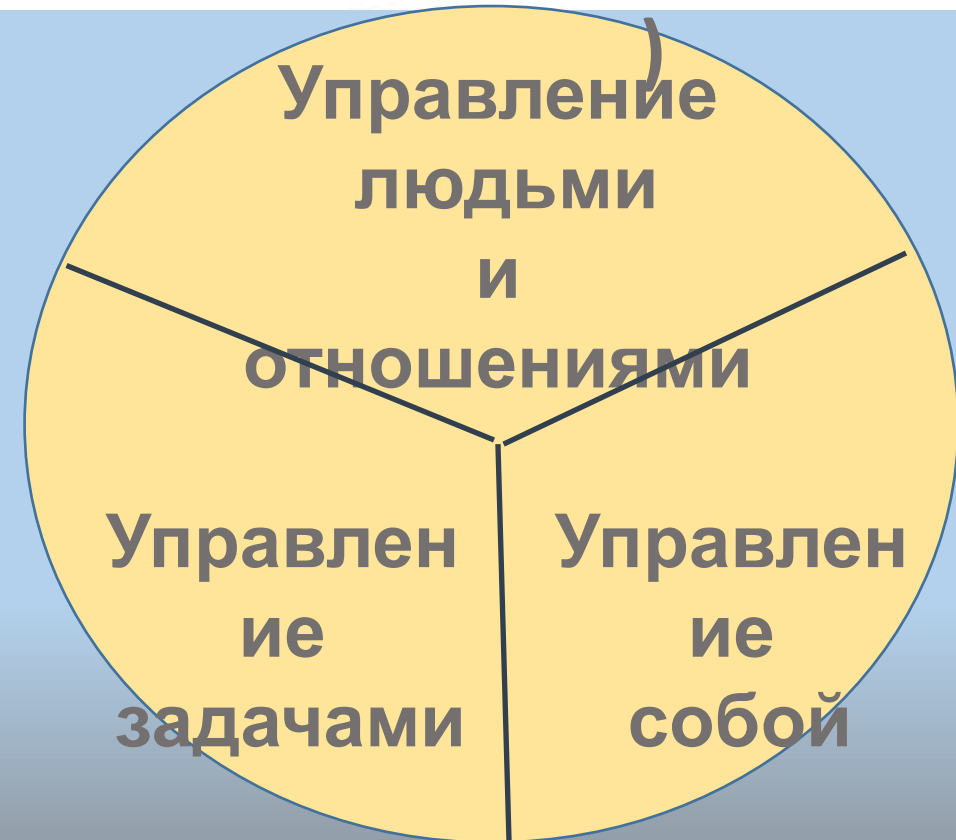 )
Управление
людьми
и
отношениями
Управлен
ие
задачами
Управлен
ие
собой